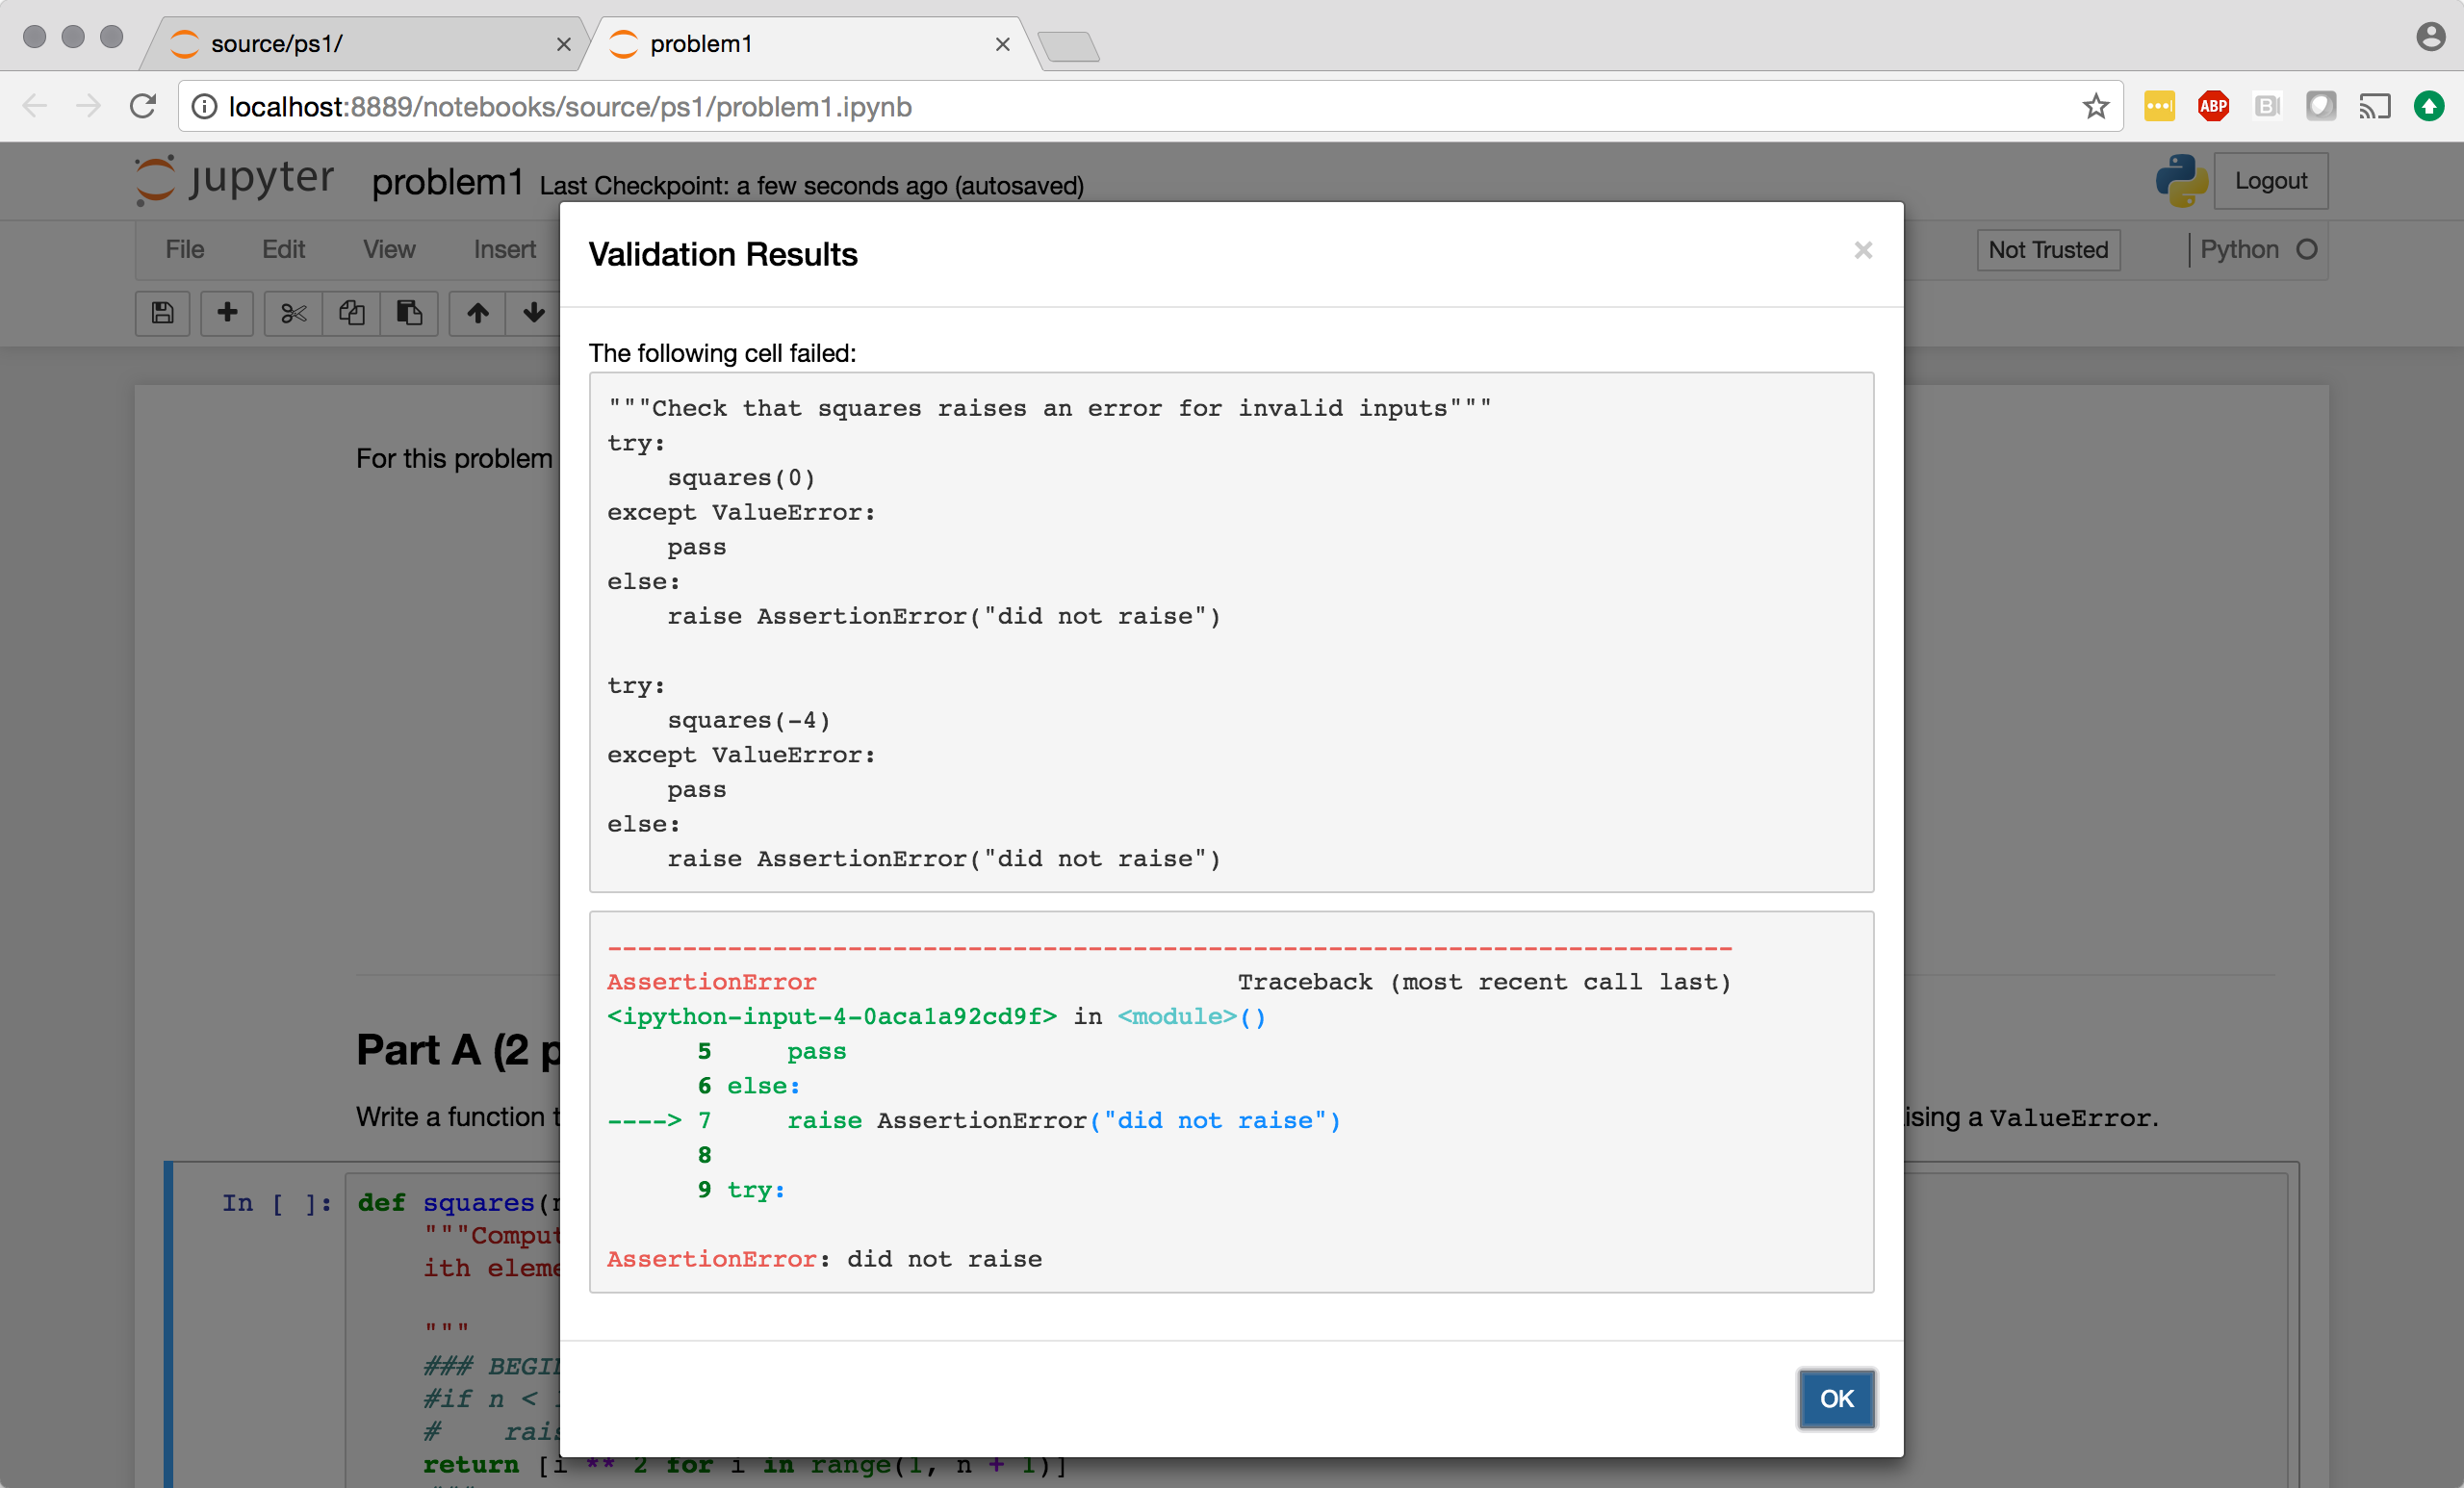 source/ps1/
problem1
localhost:8889/notebooks/source/ps1/problem1.ipynb
ABP
B
jupyter problem1 Last Checkpoint: a few seconds ago (autosaved)
Logout
File Edit View Insert
Not Trusted
Python
Validation Results
The following cell failed:
"""Check that squares raises an error for invalid inputs"""
try:
    squares(0)
except ValueError:
    pass
else:
    raise AssertionError("did not raise")
try:
    squares(-4)
except ValueError:
    pass
else:
    raise AssertionError("did not raise")
---------------------------------------------------------------------------
AssertionError                            Traceback (most recent call last)
<ipython-input-4-0aca1a92cd9f> in <module>()
      5     pass
      6 else:
----> 7     raise AssertionError("did not raise")
      8
      9 try:
AssertionError: did not raise
OK
For this problem
Part A (2 p
Write a function
ising a ValueError.
In [ ]:
def squares(
"""Comput
ith eleme
"""
### BEGI
#if n <
#    rais
return [i ** 2 for i in range(1, n + 1)]